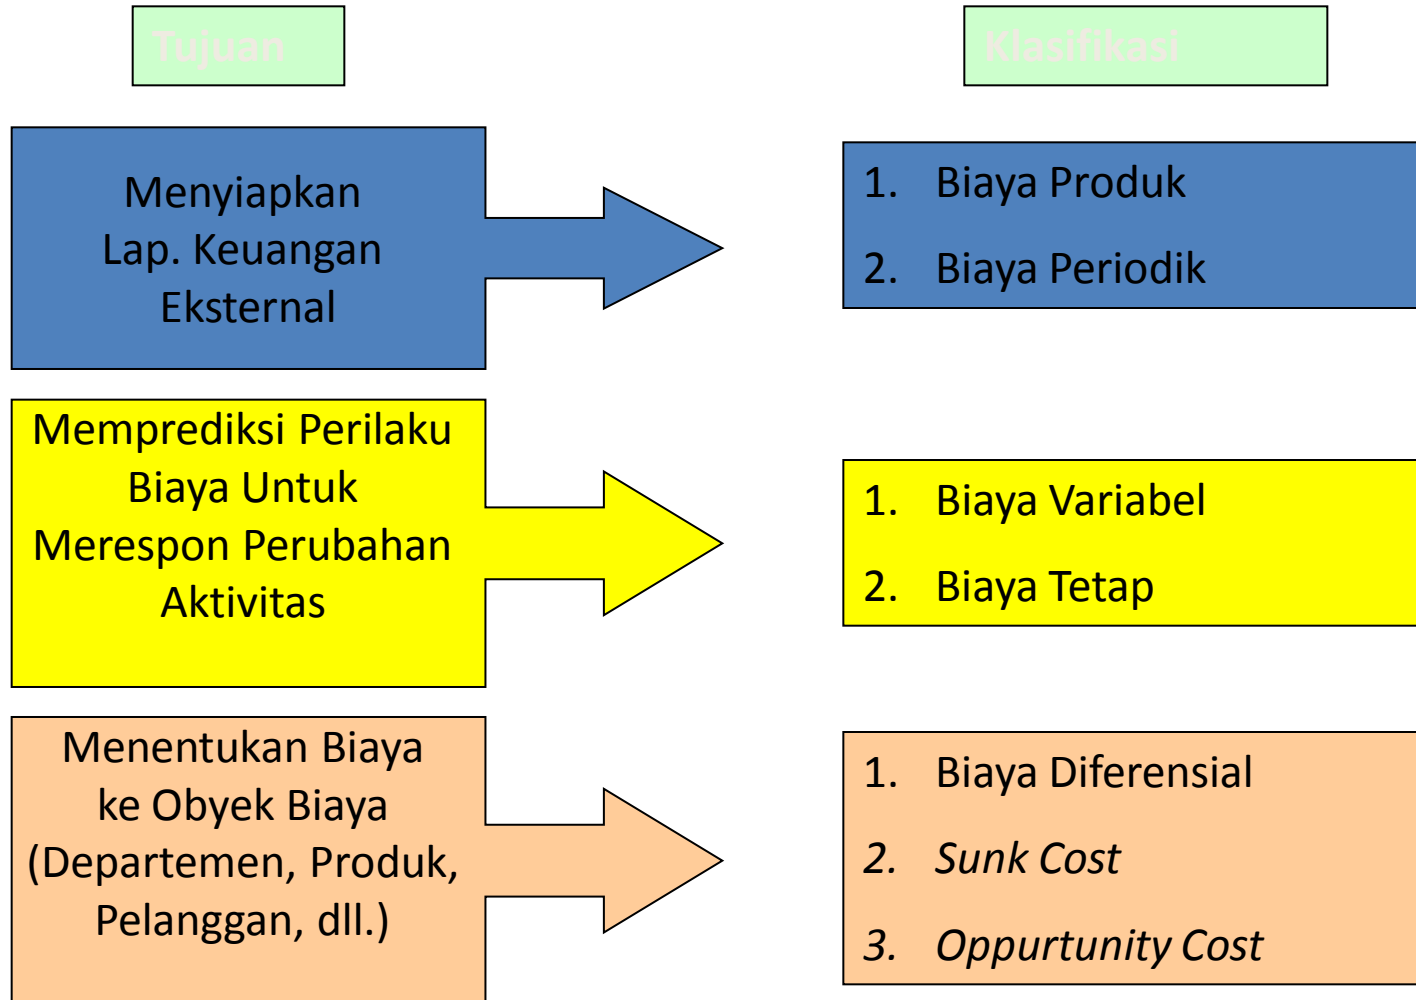 Tujuan
Klasifikasi
Menyiapkan
Lap. Keuangan
Eksternal
1. Biaya Produk
2. Biaya Periodik
Memprediksi Perilaku
Biaya Untuk
Merespon Perubahan
Aktivitas
1. Biaya Variabel
2. Biaya Tetap
Menentukan Biaya
ke Obyek Biaya
(Departemen, Produk,
Pelanggan, dll.)
1. Biaya Diferensial
2. Sunk Cost
3. Oppurtunity Cost